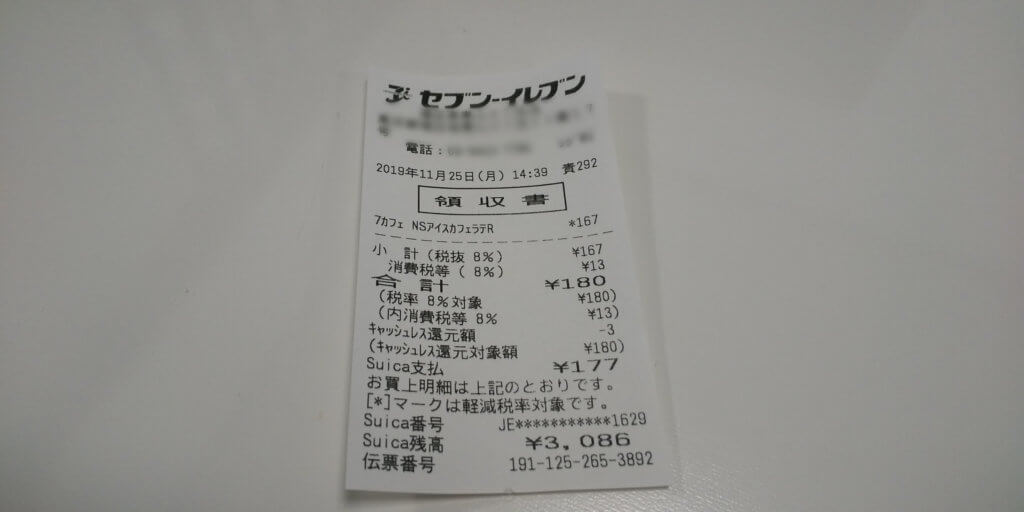 セブン-イレブン
号
電話:
2019年11月25日(月) 14:39 責292
領収書
7カフェ NSアイスカフェラテR *167
小 計(税抜 8%) ¥167
消費税等( 8%) ¥13
合 計 ¥180
(税率 8%対象 ¥180)
(内消費税等 8% ¥13)
キャッシュレス還元額 -3
(キャッシュレス還元対象額 ¥180)
Suica支払 ¥177
お買上明細は上記のとおりです。
[*]マークは軽減税率対象です。
Suica番号 JE***********1629
Suica残高 ¥3,086
伝票番号 191-125-265-3892